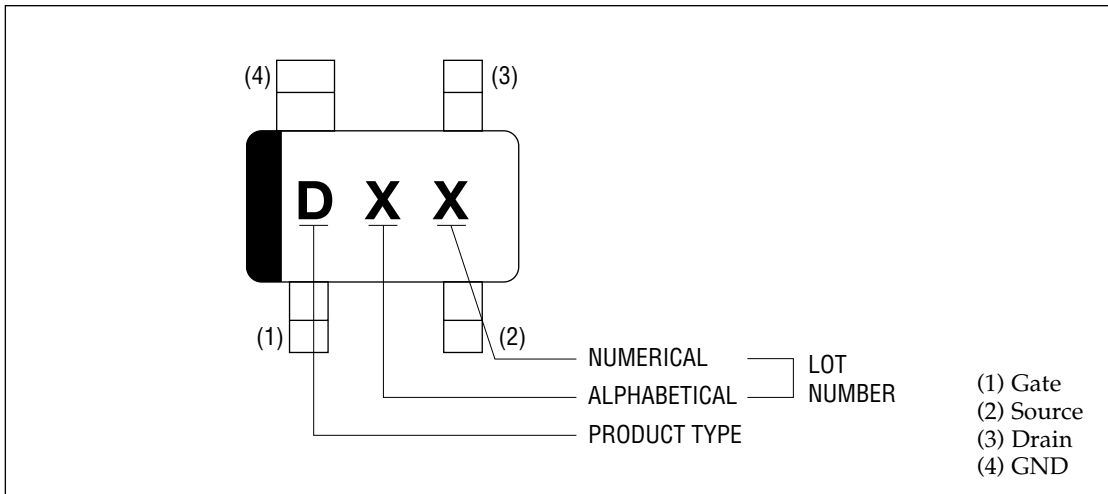 (4) (3)
D X X
(1) (2)
NUMERICAL
ALPHABETICAL
LOT
NUMBER
PRODUCT TYPE
(1) Gate
(2) Source
(3) Drain
(4) GND